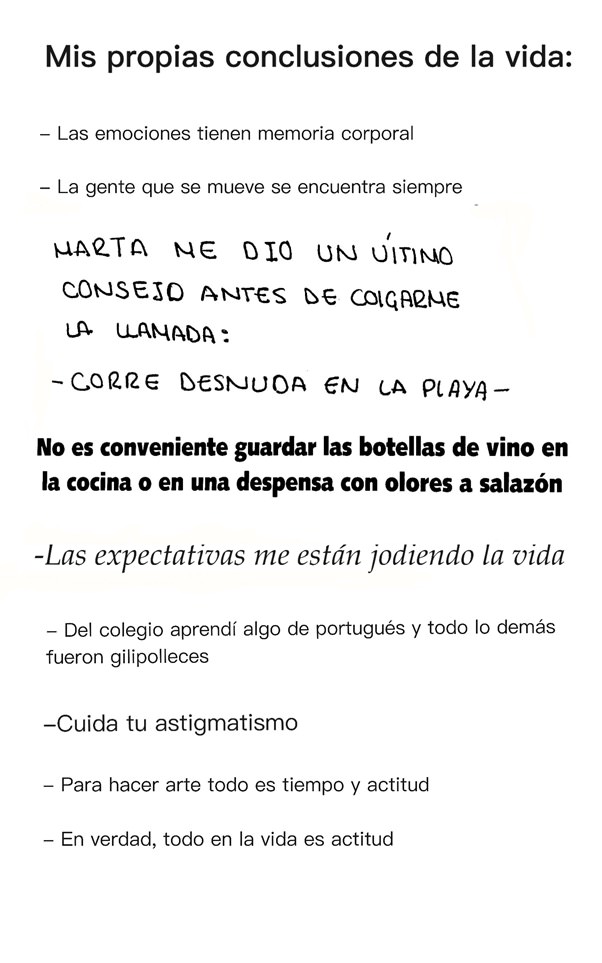 Mis propias conclusiones de la vida:
– Las emociones tienen memoria corporal
– La gente que se mueve se encuentra siempre
MARTA ME DIO UN ÚLTIMO
CONSEJO ANTES DE COLGARME
LA LLAMADA:
-CORRE DESNUDA EN LA PLAYA-
No es conveniente guardar las botellas de vino en
la cocina o en una despensa con olores a salazón
-Las expectativas me están jodiendo la vida
– Del colegio aprendí algo de portugués y todo lo demás
fueron gilipolleces
–Cuida tu astigmatismo
– Para hacer arte todo es tiempo y actitud
– En verdad, todo en la vida es actitud